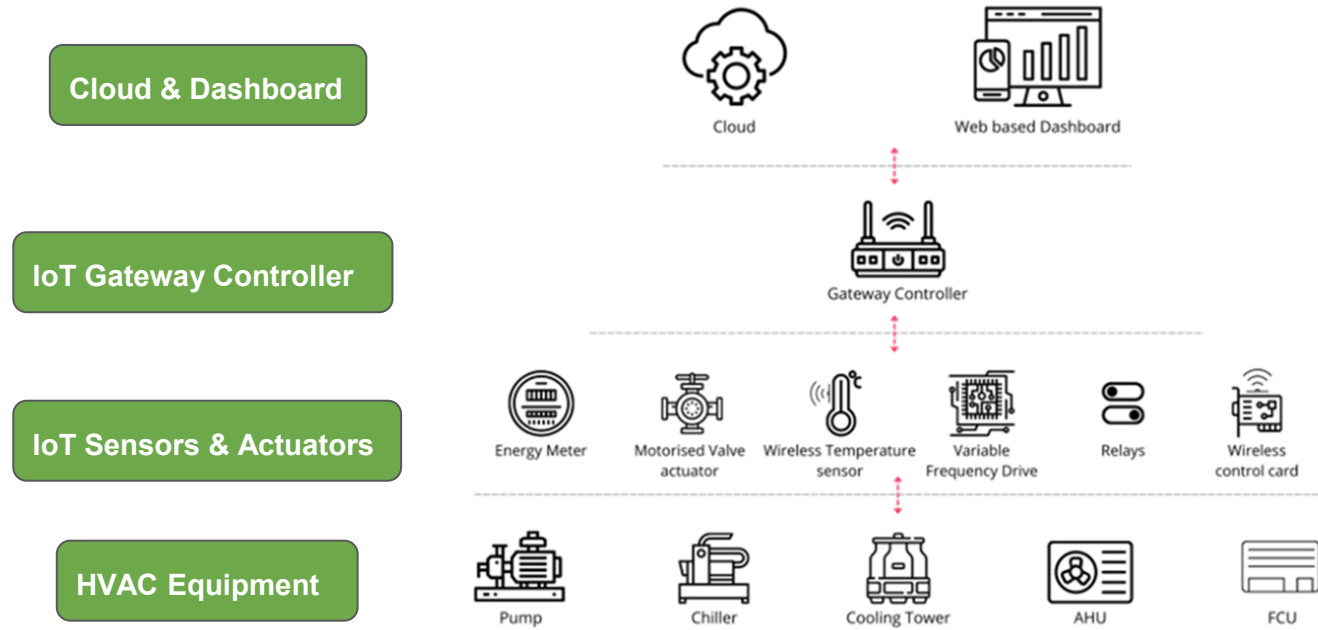 Cloud & Dashboard
Cloud
Web based Dashboard
IoT Gateway Controller
Gateway Controller
IoT Sensors & Actuators
Energy Meter
Motorised Valve
actuator
Wireless Temperature
sensor
°c
Variable
Frequency Drive
Relays
Wireless
control card
HVAC Equipment
Pump
Chiller
Cooling Tower
AHU
FCU